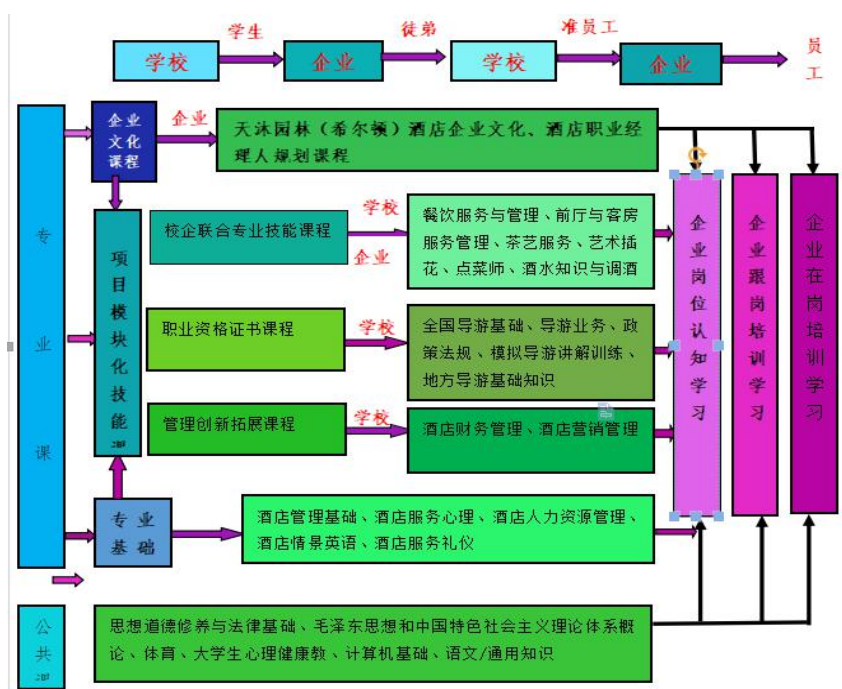 学生
徒弟
准员工
员
工
学校
企业
学校
企业
专
业
课
企业
文化
课程
企业
天沐园林（希尔顿）酒店企业文化、酒店职业经
理人规划课程
项
目
模
块
化
技
能
校企联合专业技能课程
学校
企业
餐饮服务与管理、前厅与客房
服务管理、茶艺服务、艺术插
花、点菜师、酒水知识与调酒
职业资格证书课程
学校
全国导游基础、导游业务、政
策法规、模拟导游讲解训练、
地方导游基础知识
管理创新拓展课程
学校
酒店财务管理、酒店营销管理
专业
基础
酒店管理基础、酒店服务心理、酒店人力资源管理、
酒店情景英语、酒店服务礼仪
企
业
岗
位
认
知
学
习
企
业
跟
岗
培
训
学
习
企
业
在
岗
培
训
学
习
公
共
思想道德修养与法律基础、毛泽东思想和中国特色社会主义理论体系概
论、体育、大学生心理健康教、计算机基础、语文/通用知识